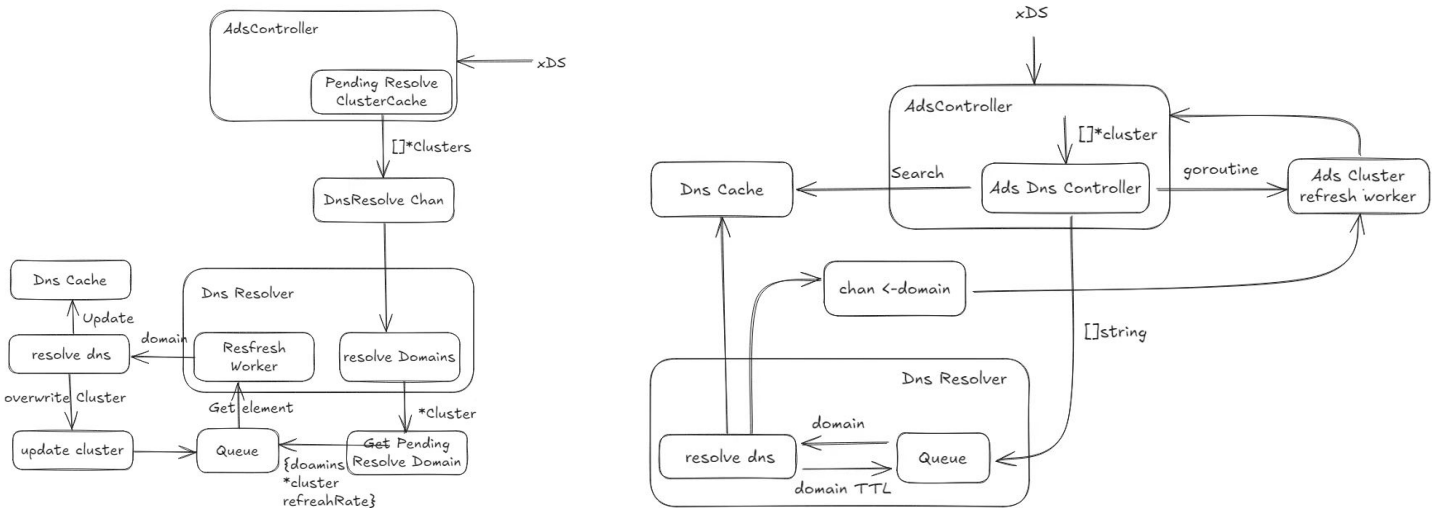 AdsController
xDS
Pending Resolve
ClusterCache
[]*Clusters
DnsResolve Chan
Dns Cache
Dns Resolver
Update
domain
resolve dns
Resfresh
Worker
resolve Domains
overwrite Cluster
Get element
*Cluster
update cluster
Queue
Get Pending
Resolve Domain
{doamins
*cluster
refreahRate}
xDS
AdsController
[]*cluster
Dns Cache
Search
Ads Dns Controller
goroutine
Ads Cluster
refresh worker
chan <-domain
[]string
Dns Resolver
domain
resolve dns
Queue
domain TTL